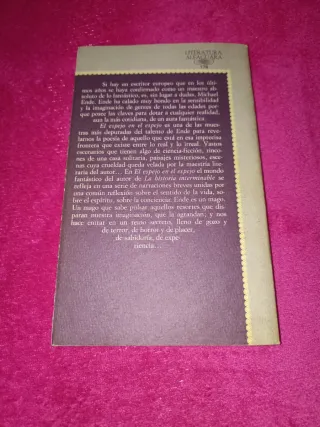 LITERATURA
ALFAGUARA
Si hay un escritor europeo que en los últi-
mos años se haya confirmado como un maestro ab-
soluto de lo fantástico, es, sin lugar a dudas, Michael
Ende. Ende ha calado muy hondo en la sensibilidad
y la imaginación de gentes de todas las edades por-
que posee las claves para dotar a cualquier realidad,
aun la más cotidiana, de un aura fantástica.
El espejo en el espejo es una de las mues-
tras más depuradas del talento de Ende para reve-
larnos la poesía de aquello que está en esa imprecisa
frontera que existe entre lo real y lo irreal. Vastos
escenarios que tienen algo de ciencia-ficción, rinco-
nes de una casa solitaria, paisajes misteriosos, esce-
nas cuya crueldad queda velada por la maestría lite-
raria del autor... En El espejo en el espejo el mundo
fantástico del autor de La historia interminable se
refleja en una serie de narraciones breves unidas por
una común reflexión sobre el sentido de la vida, so-
bre el espíritu, sobre la conciencia. Ende es un mago.
Un mago que sabe pulsar aquellos resortes que dis-
paran nuestra imaginación, que la agrandan, y nos
hace entrar en un texto secreto, lleno de gozo y
de terror, de horror y de placer,
de sabiduría, de expe-
riencia...